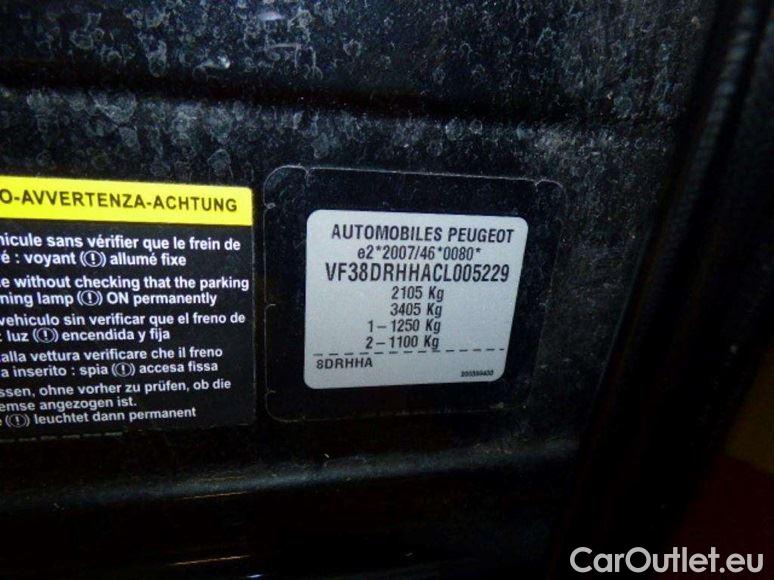 O-AVVERTENZA-ACHTUNG
hicule sans vérifier que le frein de
ré : voyant (!) allumé fixe
e without checking that the parking
ning lamp (!) ON permanently
vehiculo sin verificar que el freno de
: luz (!) encendida y fija
alla vettura verificare che il freno
a inserito : spia (!) accesa fissa
ssen, ohne vorher zu prüfen, ob die
emse angezogen ist.
e (!) leuchtet dann permanent
AUTOMOBILES PEUGEOT
e2*2007/46*0080*
VF38DRHHACL005229
2105 Kg
3405 Kg
1-1250 Kg
2-1100 Kg
8DRHHA
CarOutlet.eu